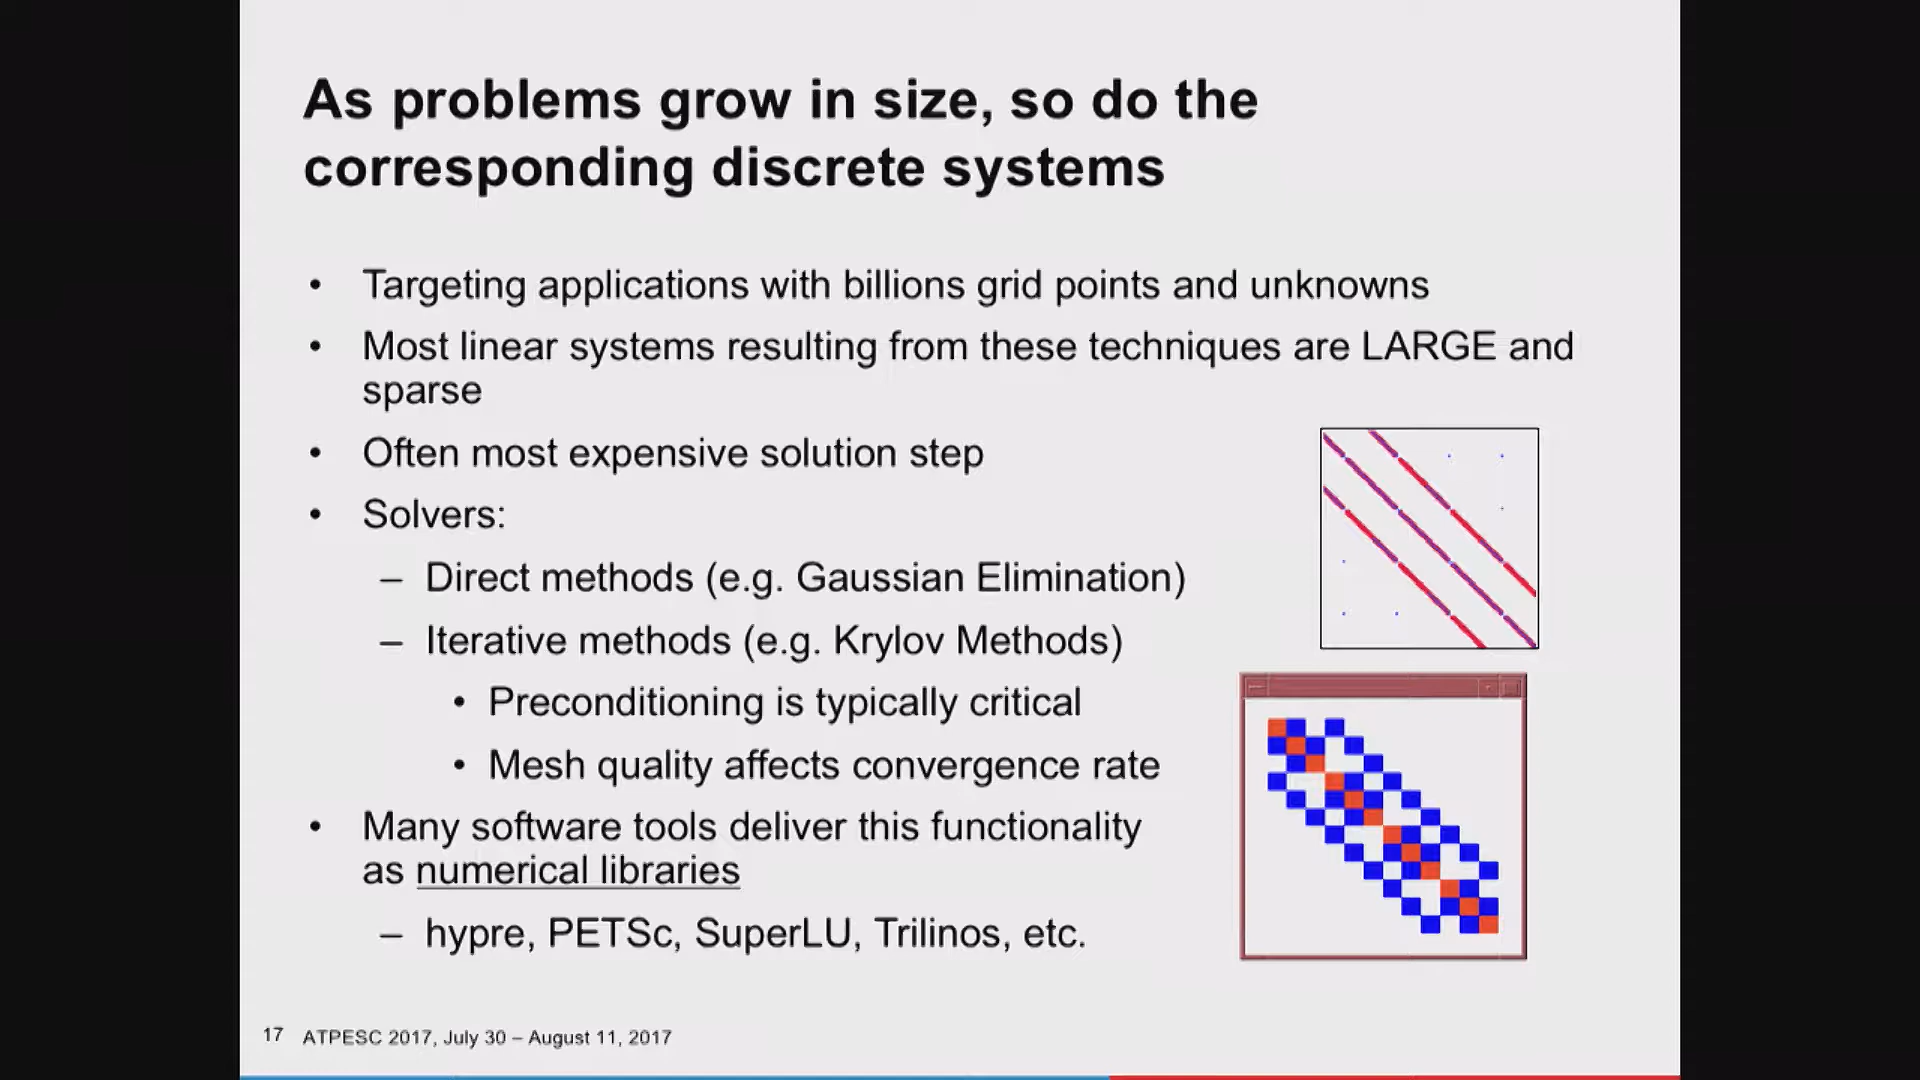 As problems grow in size, so do the
corresponding discrete systems
• Targeting applications with billions grid points and unknowns
• Most linear systems resulting from these techniques are LARGE and
sparse
• Often most expensive solution step
• Solvers:
– Direct methods (e.g. Gaussian Elimination)
– Iterative methods (e.g. Krylov Methods)
• Preconditioning is typically critical
• Mesh quality affects convergence rate
• Many software tools deliver this functionality
as numerical libraries
– hypre, PETSc, SuperLU, Trilinos, etc.
17 ATPESC 2017, July 30 – August 11, 2017